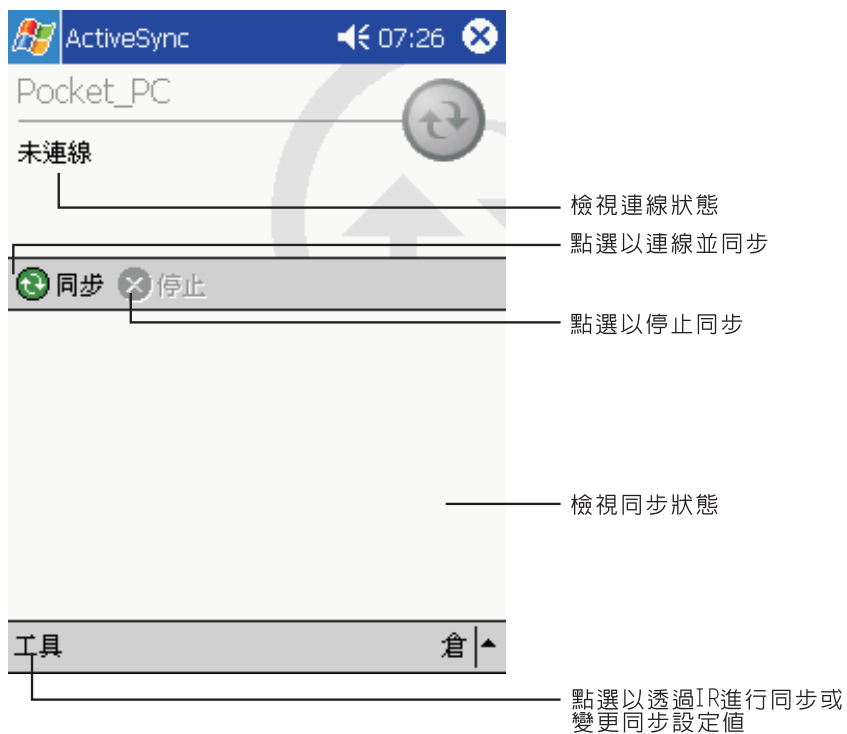 ActiveSync 07:26
Pocket_PC
未連線
檢視連線狀態
點選以連線並同步
同步 停止
點選以停止同步
檢視同步狀態
工具 倉
點選以透過IR進行同步或
變更同步設定值